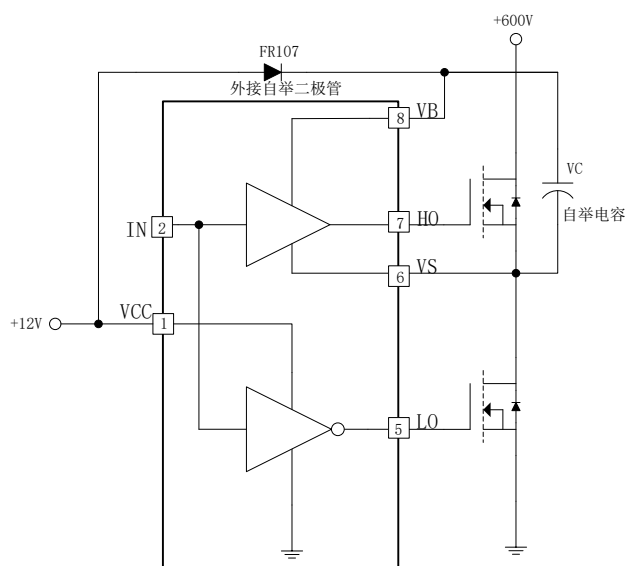 +600V
FR107
外接自举二极管
8 VB
VC
自举电容
IN 2
7 HO
6 VS
VCC 1
+12V
5 LO